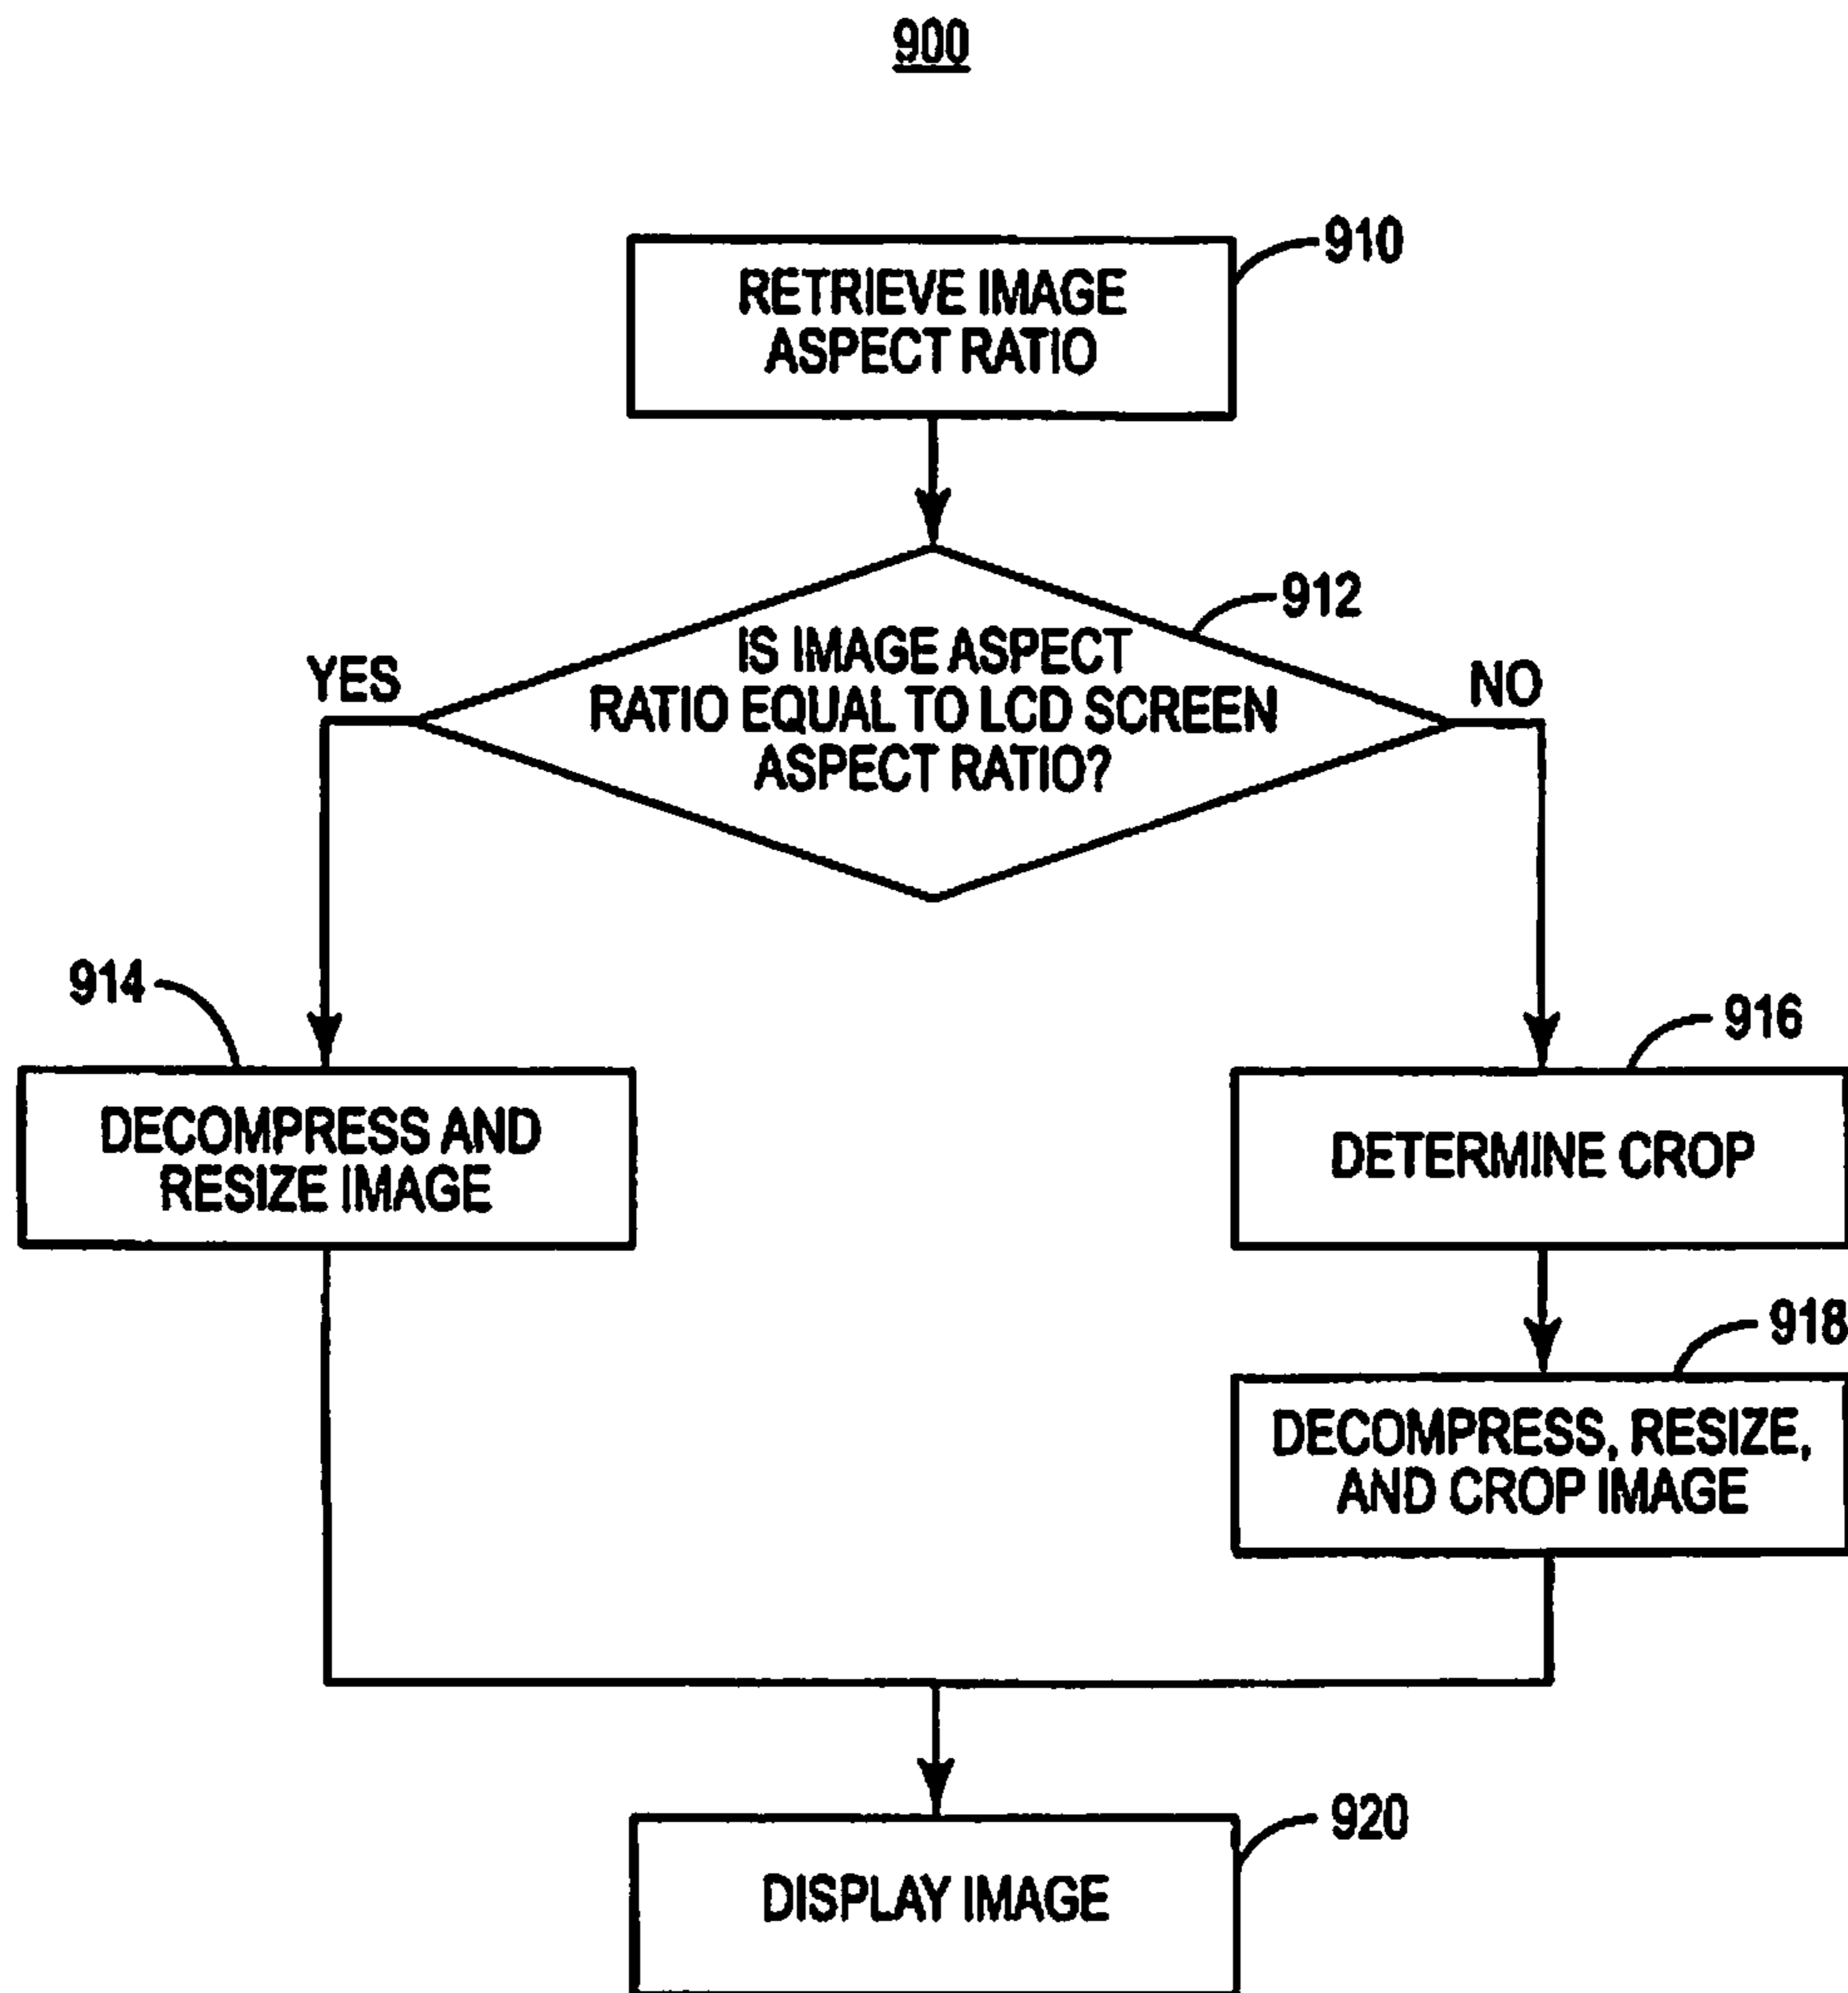 900
910
RETRIEVE IMAGE
ASPECT RATIO
912
IS IMAGE ASPECT
RATIO EQUAL TO LCD SCREEN
ASPECT RATIO?
YES
NO
914
DECOMPRESS AND
RESIZE IMAGE
916
DETERMINE CROP
918
DECOMPRESS, RESIZE,
AND CROP IMAGE
920
DISPLAY IMAGE